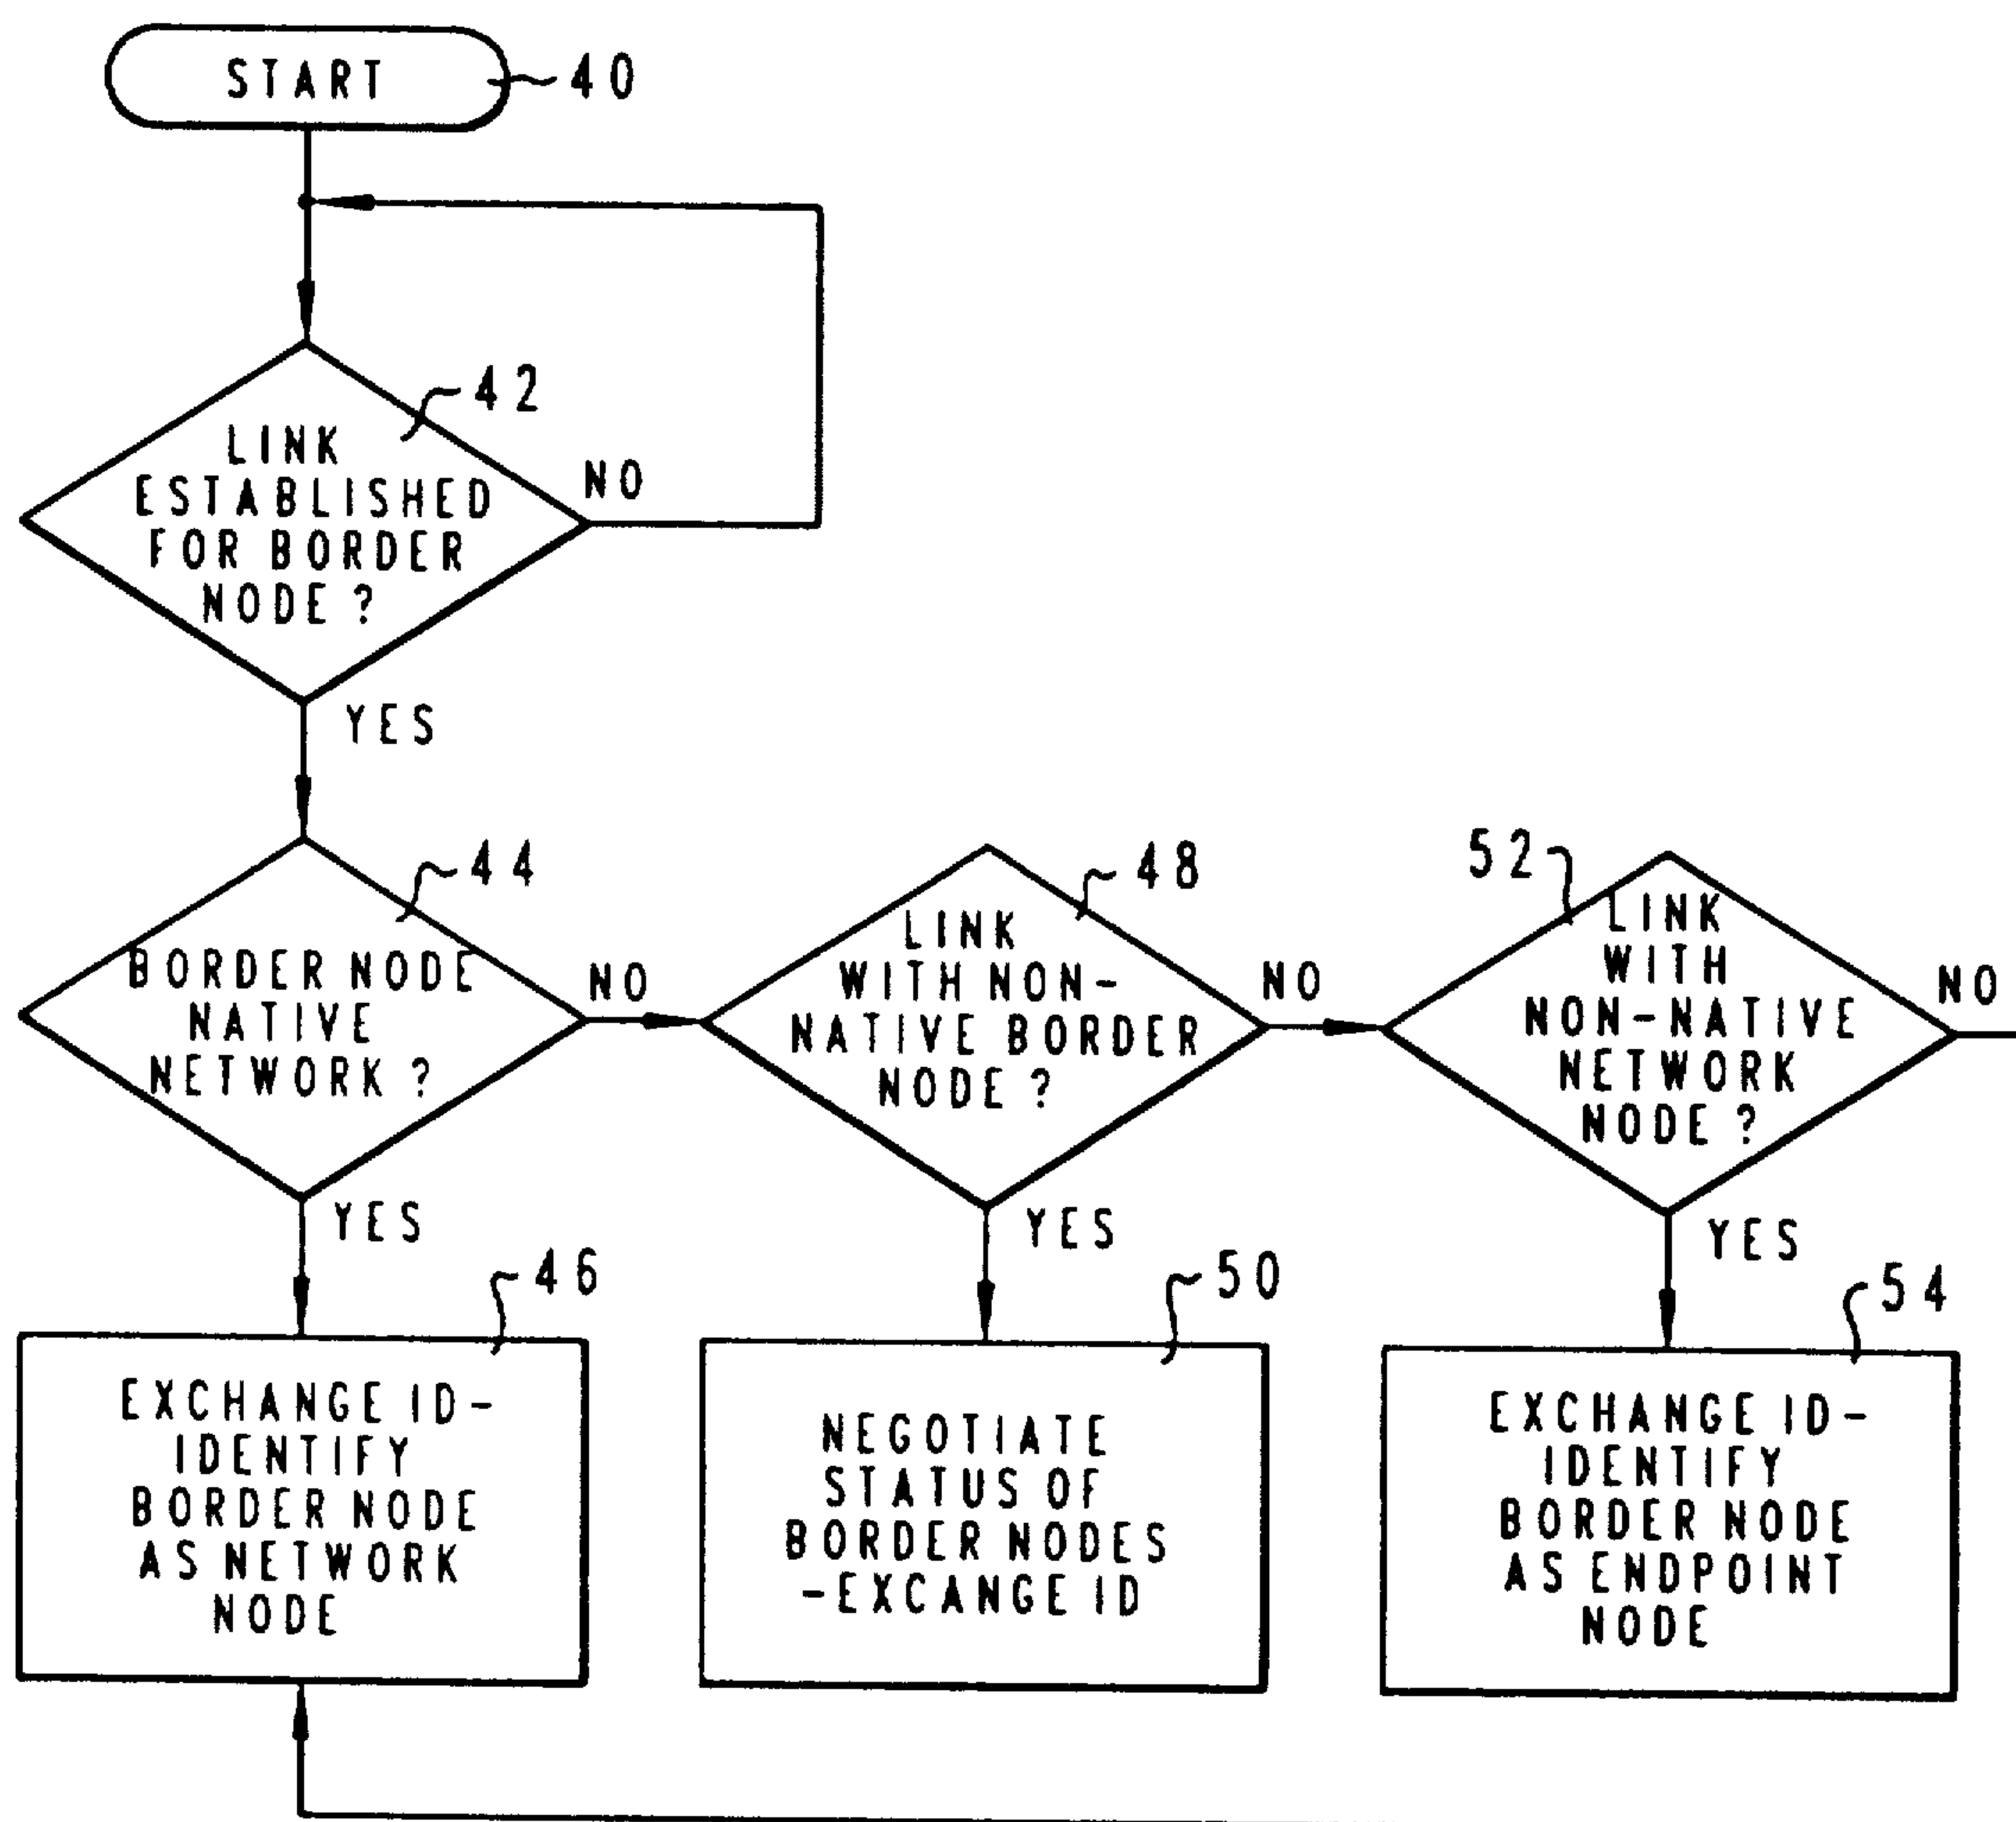 START
40
42
LINK
ESTABLISHED
FOR BORDER
NODE ?
NO
YES
44
BORDER NODE
NATIVE
NETWORK ?
NO
YES
48
LINK
WITH NON-
NATIVE BORDER
NODE ?
NO
YES
52
LINK
WITH
NON-NATIVE
NETWORK
NODE ?
NO
YES
46
EXCHANGE ID-
IDENTIFY
BORDER NODE
AS NETWORK
NODE
50
NEGOTIATE
STATUS OF
BORDER NODES
-EXCANGE ID
54
EXCHANGE ID-
IDENTIFY
BORDER NODE
AS ENDPOINT
NODE